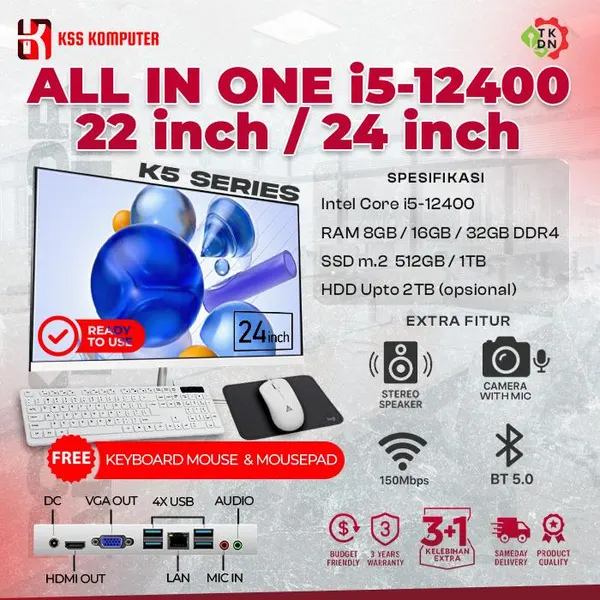 KSS KOMPUTER
TKDN
ALL IN ONE i5-12400
22 inch / 24 inch
K5 SERIES
SPESIFIKASI
Intel Core i5-12400
RAM 8GB / 16GB / 32GB DDR4
SSD m.2 512GB / 1TB
HDD Upto 2TB (opsional)
READY
TO USE
24 inch
EXTRA FITUR
STEREO
SPEAKER
CAMERA
WITH MIC
150Mbps
BT 5.0
FREE
KEYBOARD MOUSE & MOUSEPAD
DC
VGA OUT
4X USB
AUDIO
HDMI OUT
LAN
MIC IN
BUDGET
FRIENDLY
3
3 YEARS
WARRANTY
3+1
KELEBIHAN
EXTRA
SAMEDAY
DELIVERY
PRODUCT
QUALITY